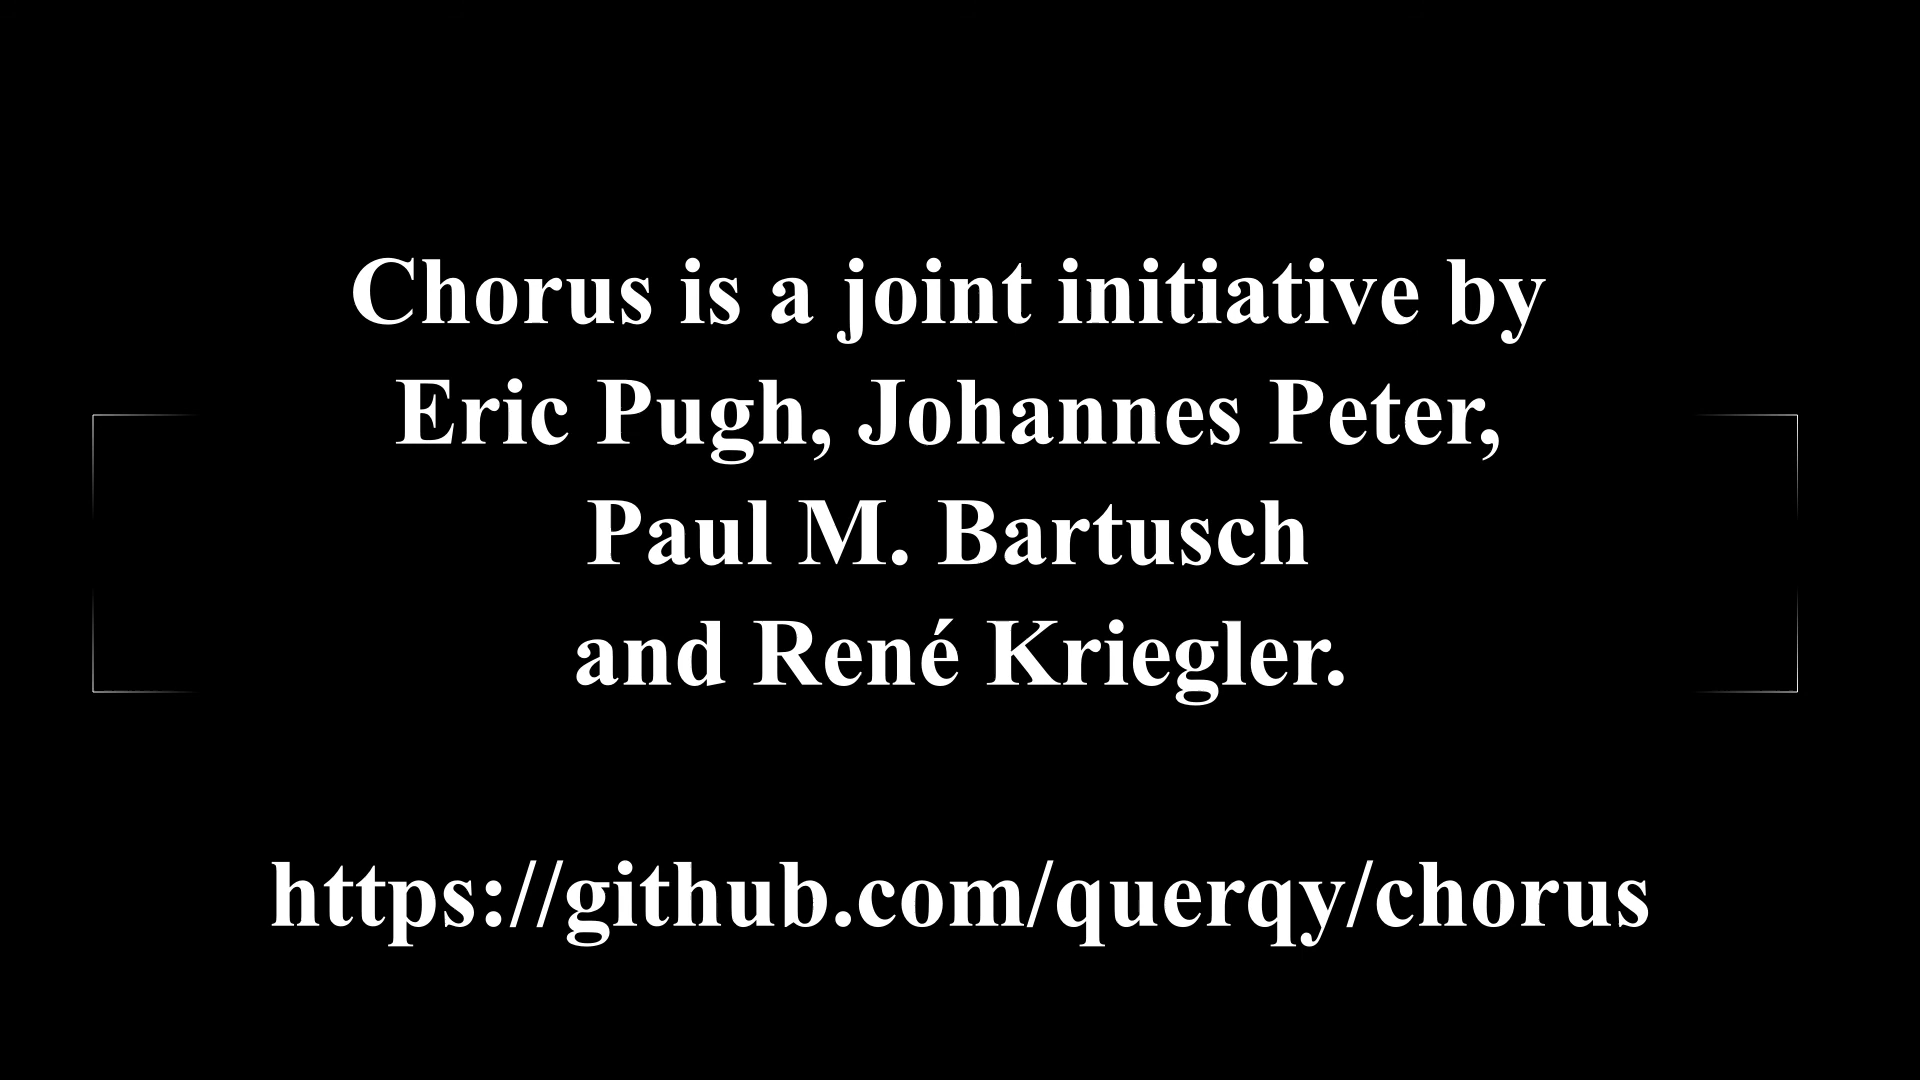 Chorus is a joint initiative by
Eric Pugh, Johannes Peter,
Paul M. Bartusch
and René Kriegler.
https://github.com/querqy/chorus